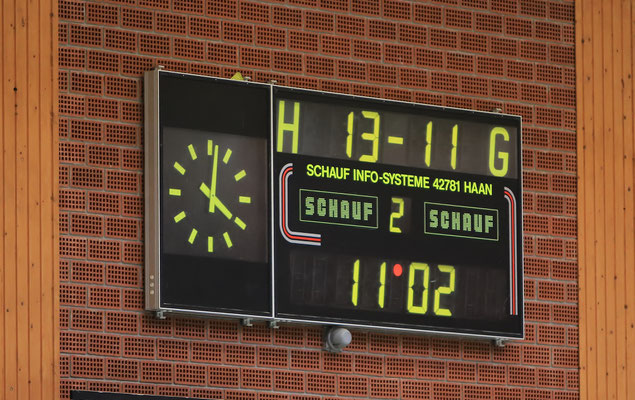 H 13-11 G
SCHAUF INFO-SYSTEME 42781 HAAN
SCHAUF 2 SCHAUF
11:02